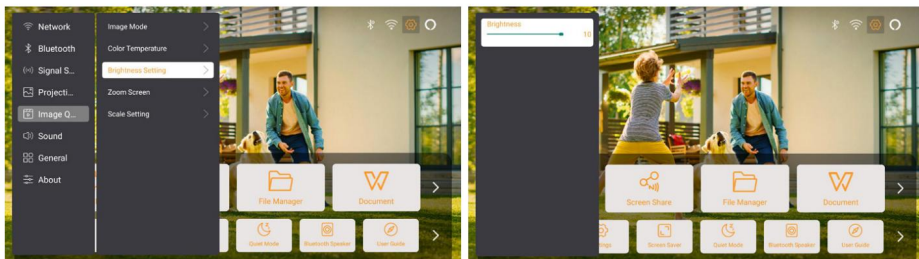 Network
Bluetooth
Signal S...
Projecti...
Image Q...
Sound
General
About
Image Mode
Color Temperature
Brightness Setting
Zoom Screen
Scale Setting
File Manager
Document
Quiet Mode
Bluetooth Speaker
User Guide
Brightness
10
Screen Share
File Manager
Document
ttings
Screen Saver
Quiet Mode
Bluetooth Speaker
User Guide